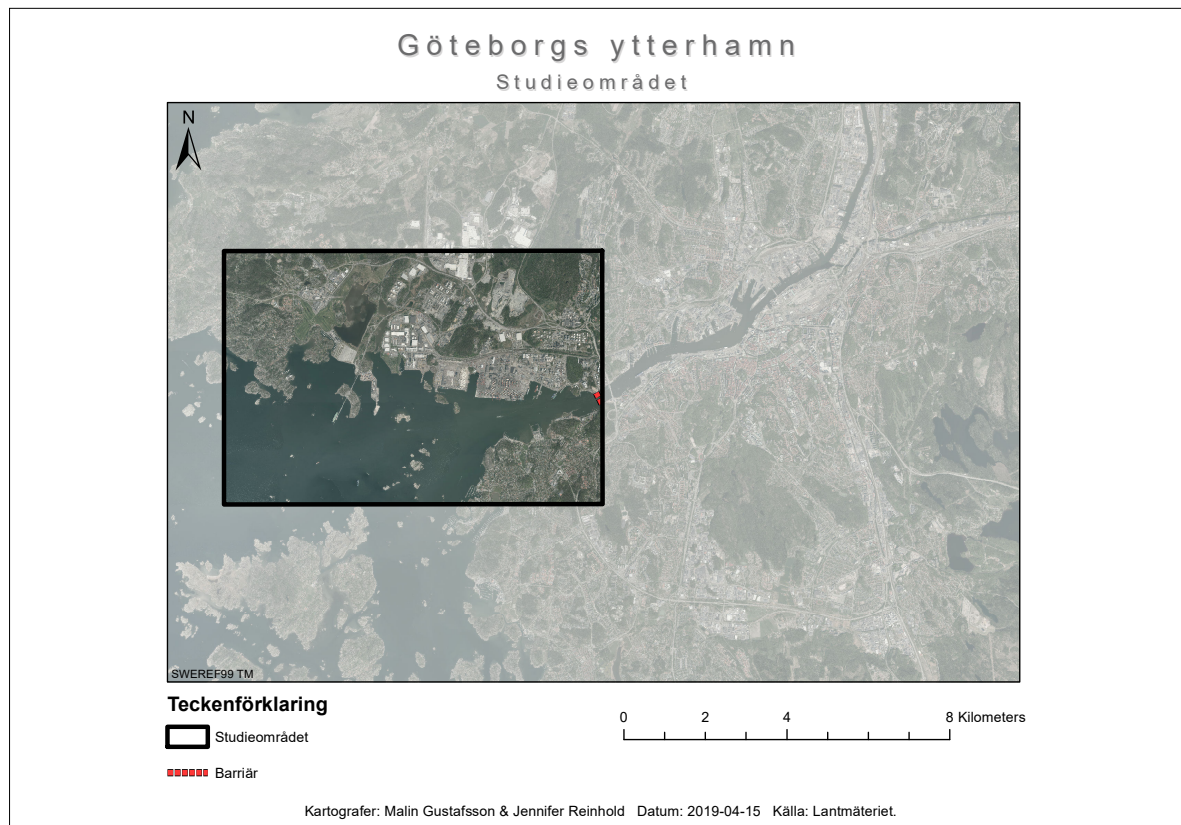 Göteborgs ytterhamn
Studieområdet
N
SWEREF99 TM
Teckenförklaring
Studieområdet
Barriär
0 2 4 8 Kilometers
Kartografer: Malin Gustafsson & Jennifer Reinhold Datum: 2019-04-15 Källa: Lantmäteriet.